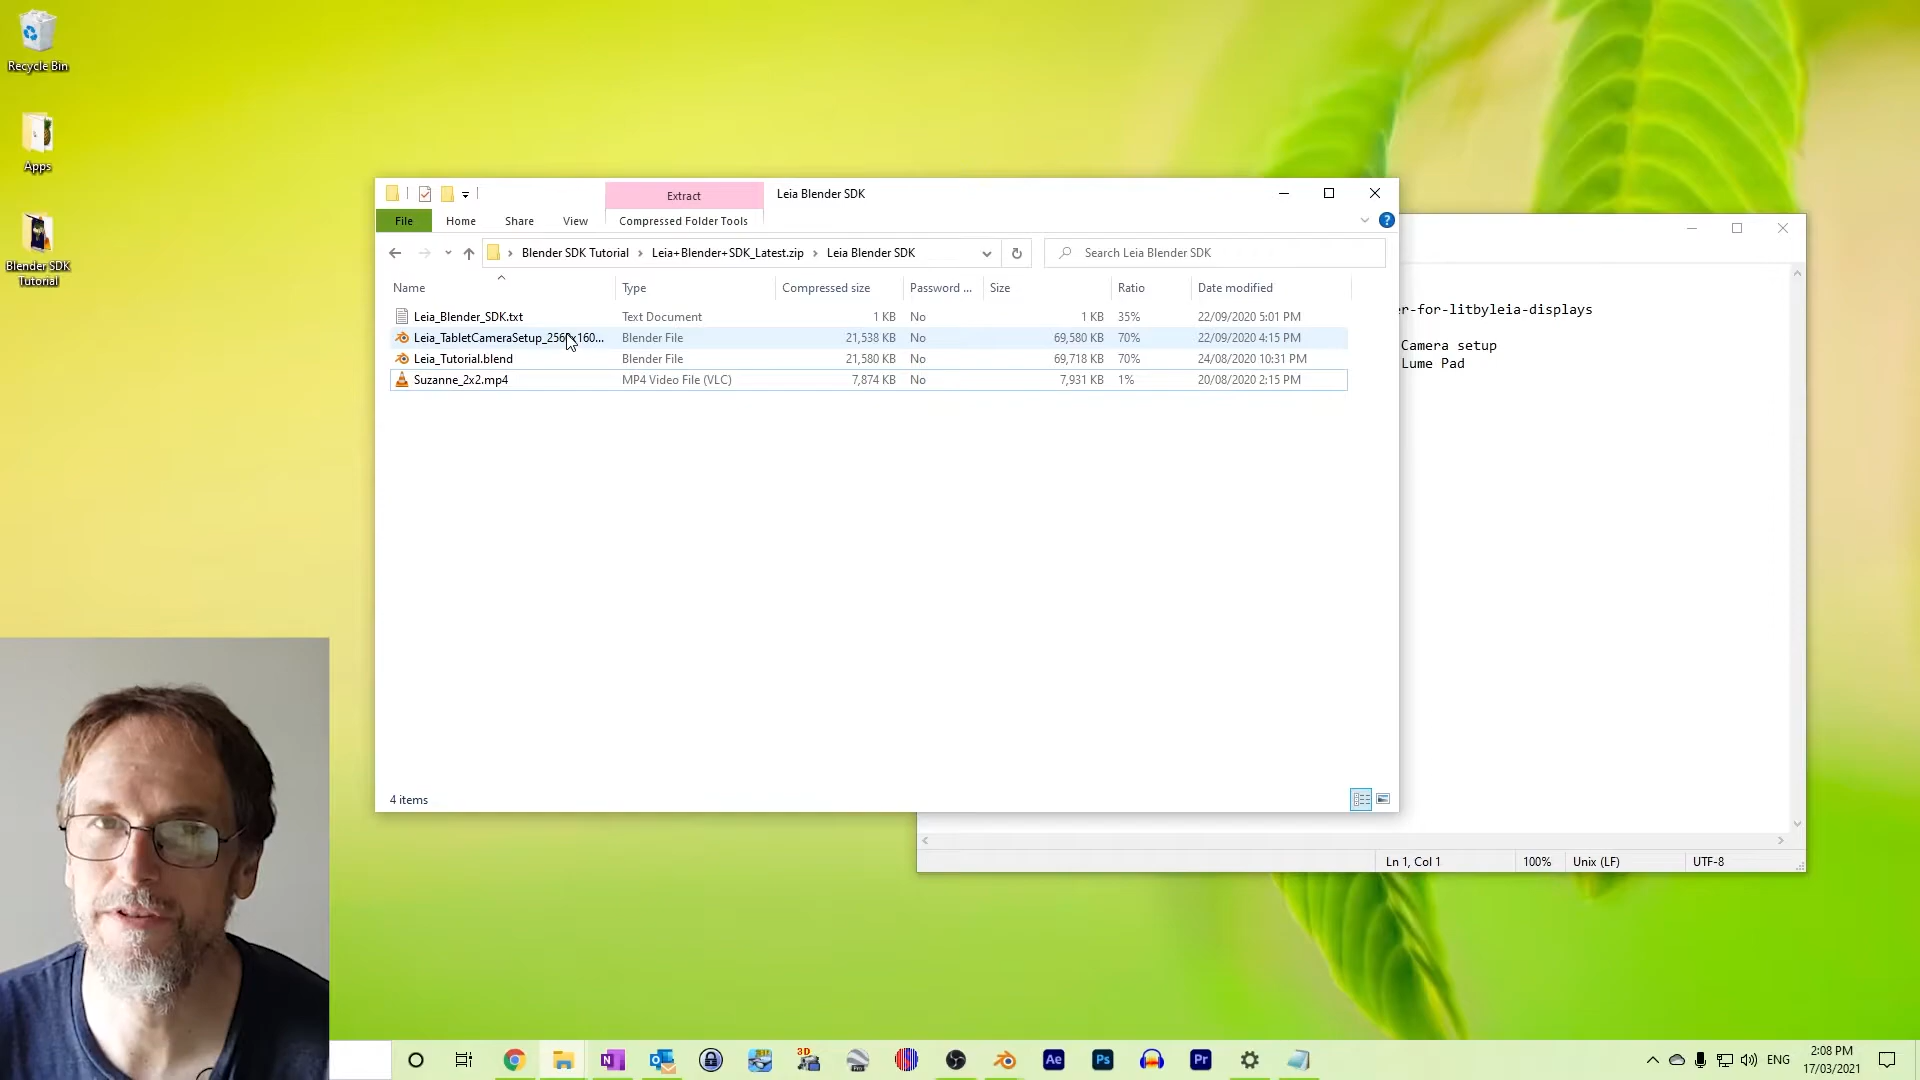 Recycle Bin
Apps
Blender SDK
Tutorial
Extract
Leia Blender SDK
File
Home
Share
View
Compressed Folder Tools
Blender SDK Tutorial
Leia+Blender+SDK_Latest.zip
Leia Blender SDK
Search Leia Blender SDK
Name Type Compressed size Password ... Size Ratio Date modified
Leia_Blender_SDK.txt Text Document 1 KB No 1 KB 35% 22/09/2020 5:01 PM
Leia_TabletCameraSetup_2560x160... Blender File 21,538 KB No 69,580 KB 70% 22/09/2020 4:15 PM
Leia_Tutorial.blend Blender File 21,580 KB No 69,718 KB 70% 24/08/2020 10:31 PM
Suzanne_2x2.mp4 MP4 Video File (VLC) 7,874 KB No 7,931 KB 1% 20/08/2020 2:15 PM
4 items
er-for-litbyleia-displays
Camera setup
Lume Pad
Ln 1, Col 1 100% Unix (LF) UTF-8
3D
Pro
Ae
Ps
Pr
ENG
2:08 PM
17/03/2021